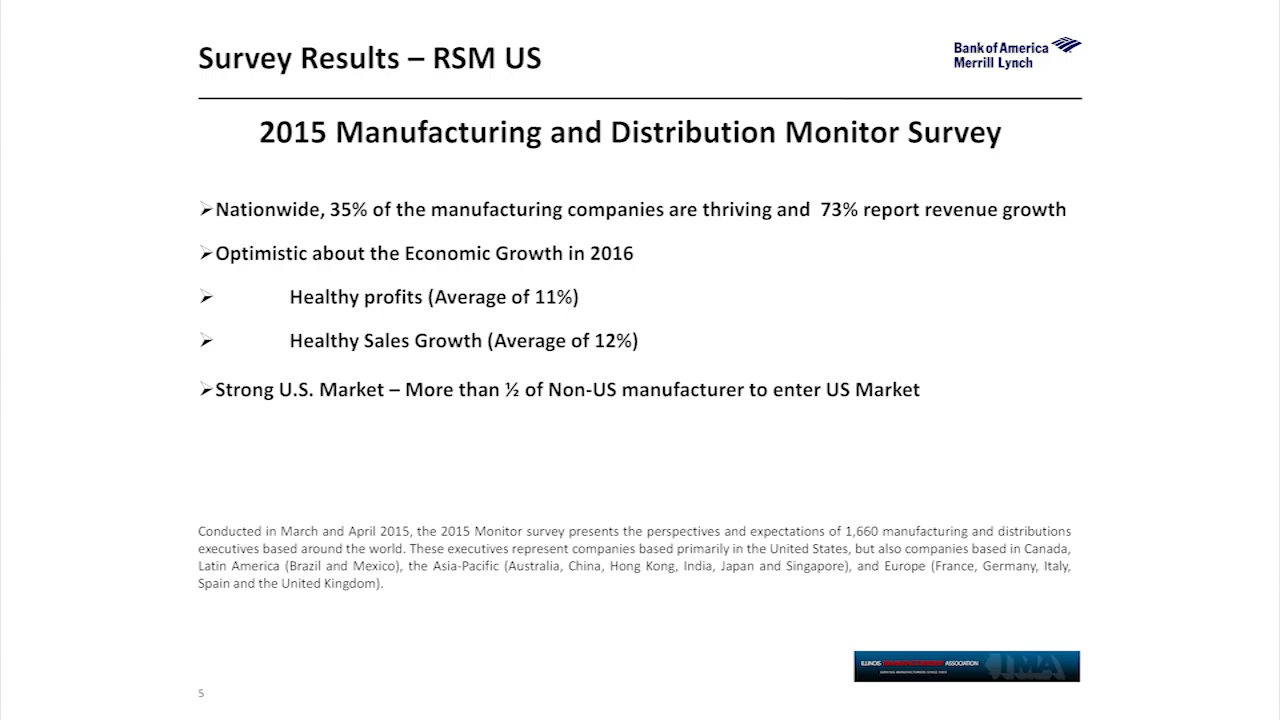 Survey Results – RSM US
Bank of America
Merrill Lynch
2015 Manufacturing and Distribution Monitor Survey
➢Nationwide, 35% of the manufacturing companies are thriving and  73% report revenue growth
➢Optimistic about the Economic Growth in 2016
➢ Healthy profits (Average of 11%)
➢ Healthy Sales Growth (Average of 12%)
➢Strong U.S. Market – More than ½ of Non-US manufacturer to enter US Market
Conducted in March and April 2015, the 2015 Monitor survey presents the perspectives and expectations of 1,660 manufacturing and distributions
executives based around the world. These executives represent companies based primarily in the United States, but also companies based in Canada,
Latin America (Brazil and Mexico), the Asia-Pacific (Australia, China, Hong Kong, India, Japan and Singapore), and Europe (France, Germany, Italy,
Spain and the United Kingdom).
ILLINOIS ASSOCIATION IMA
5